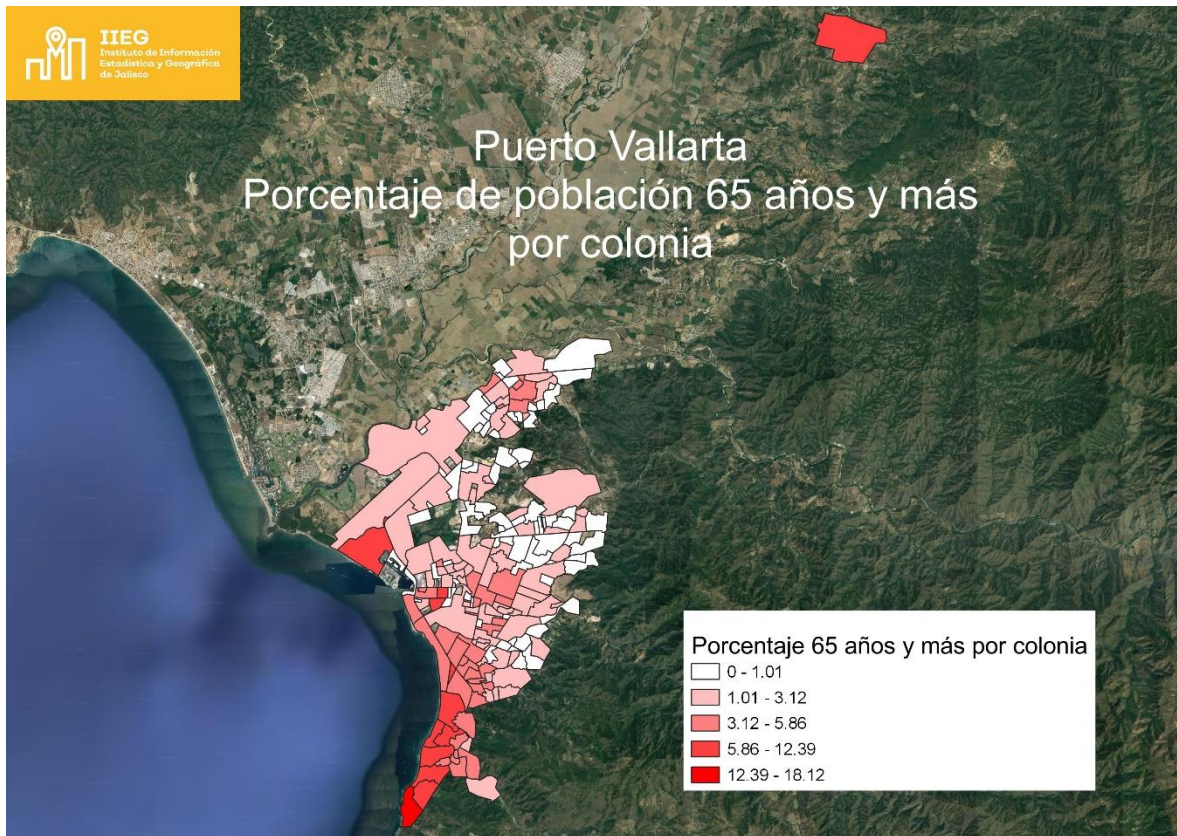 IIEG
Instituto de Información
Estadística y Geográfica
de Jalisco
Puerto Vallarta
Porcentaje de población 65 años y más
por colonia
Porcentaje 65 años y más por colonia
0 - 1.01
1.01 - 3.12
3.12 - 5.86
5.86 - 12.39
12.39 - 18.12